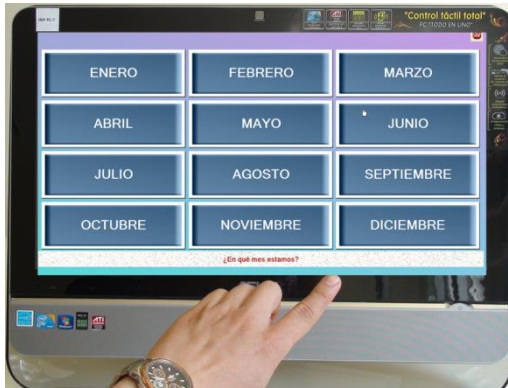 "Control táctil total"
PC "TODO EN UNO"
ENERO FEBRERO MARZO
ABRIL MAYO JUNIO
JULIO AGOSTO SEPTIEMBRE
OCTUBRE NOVIEMBRE DICIEMBRE
¿En qué mes estamos?